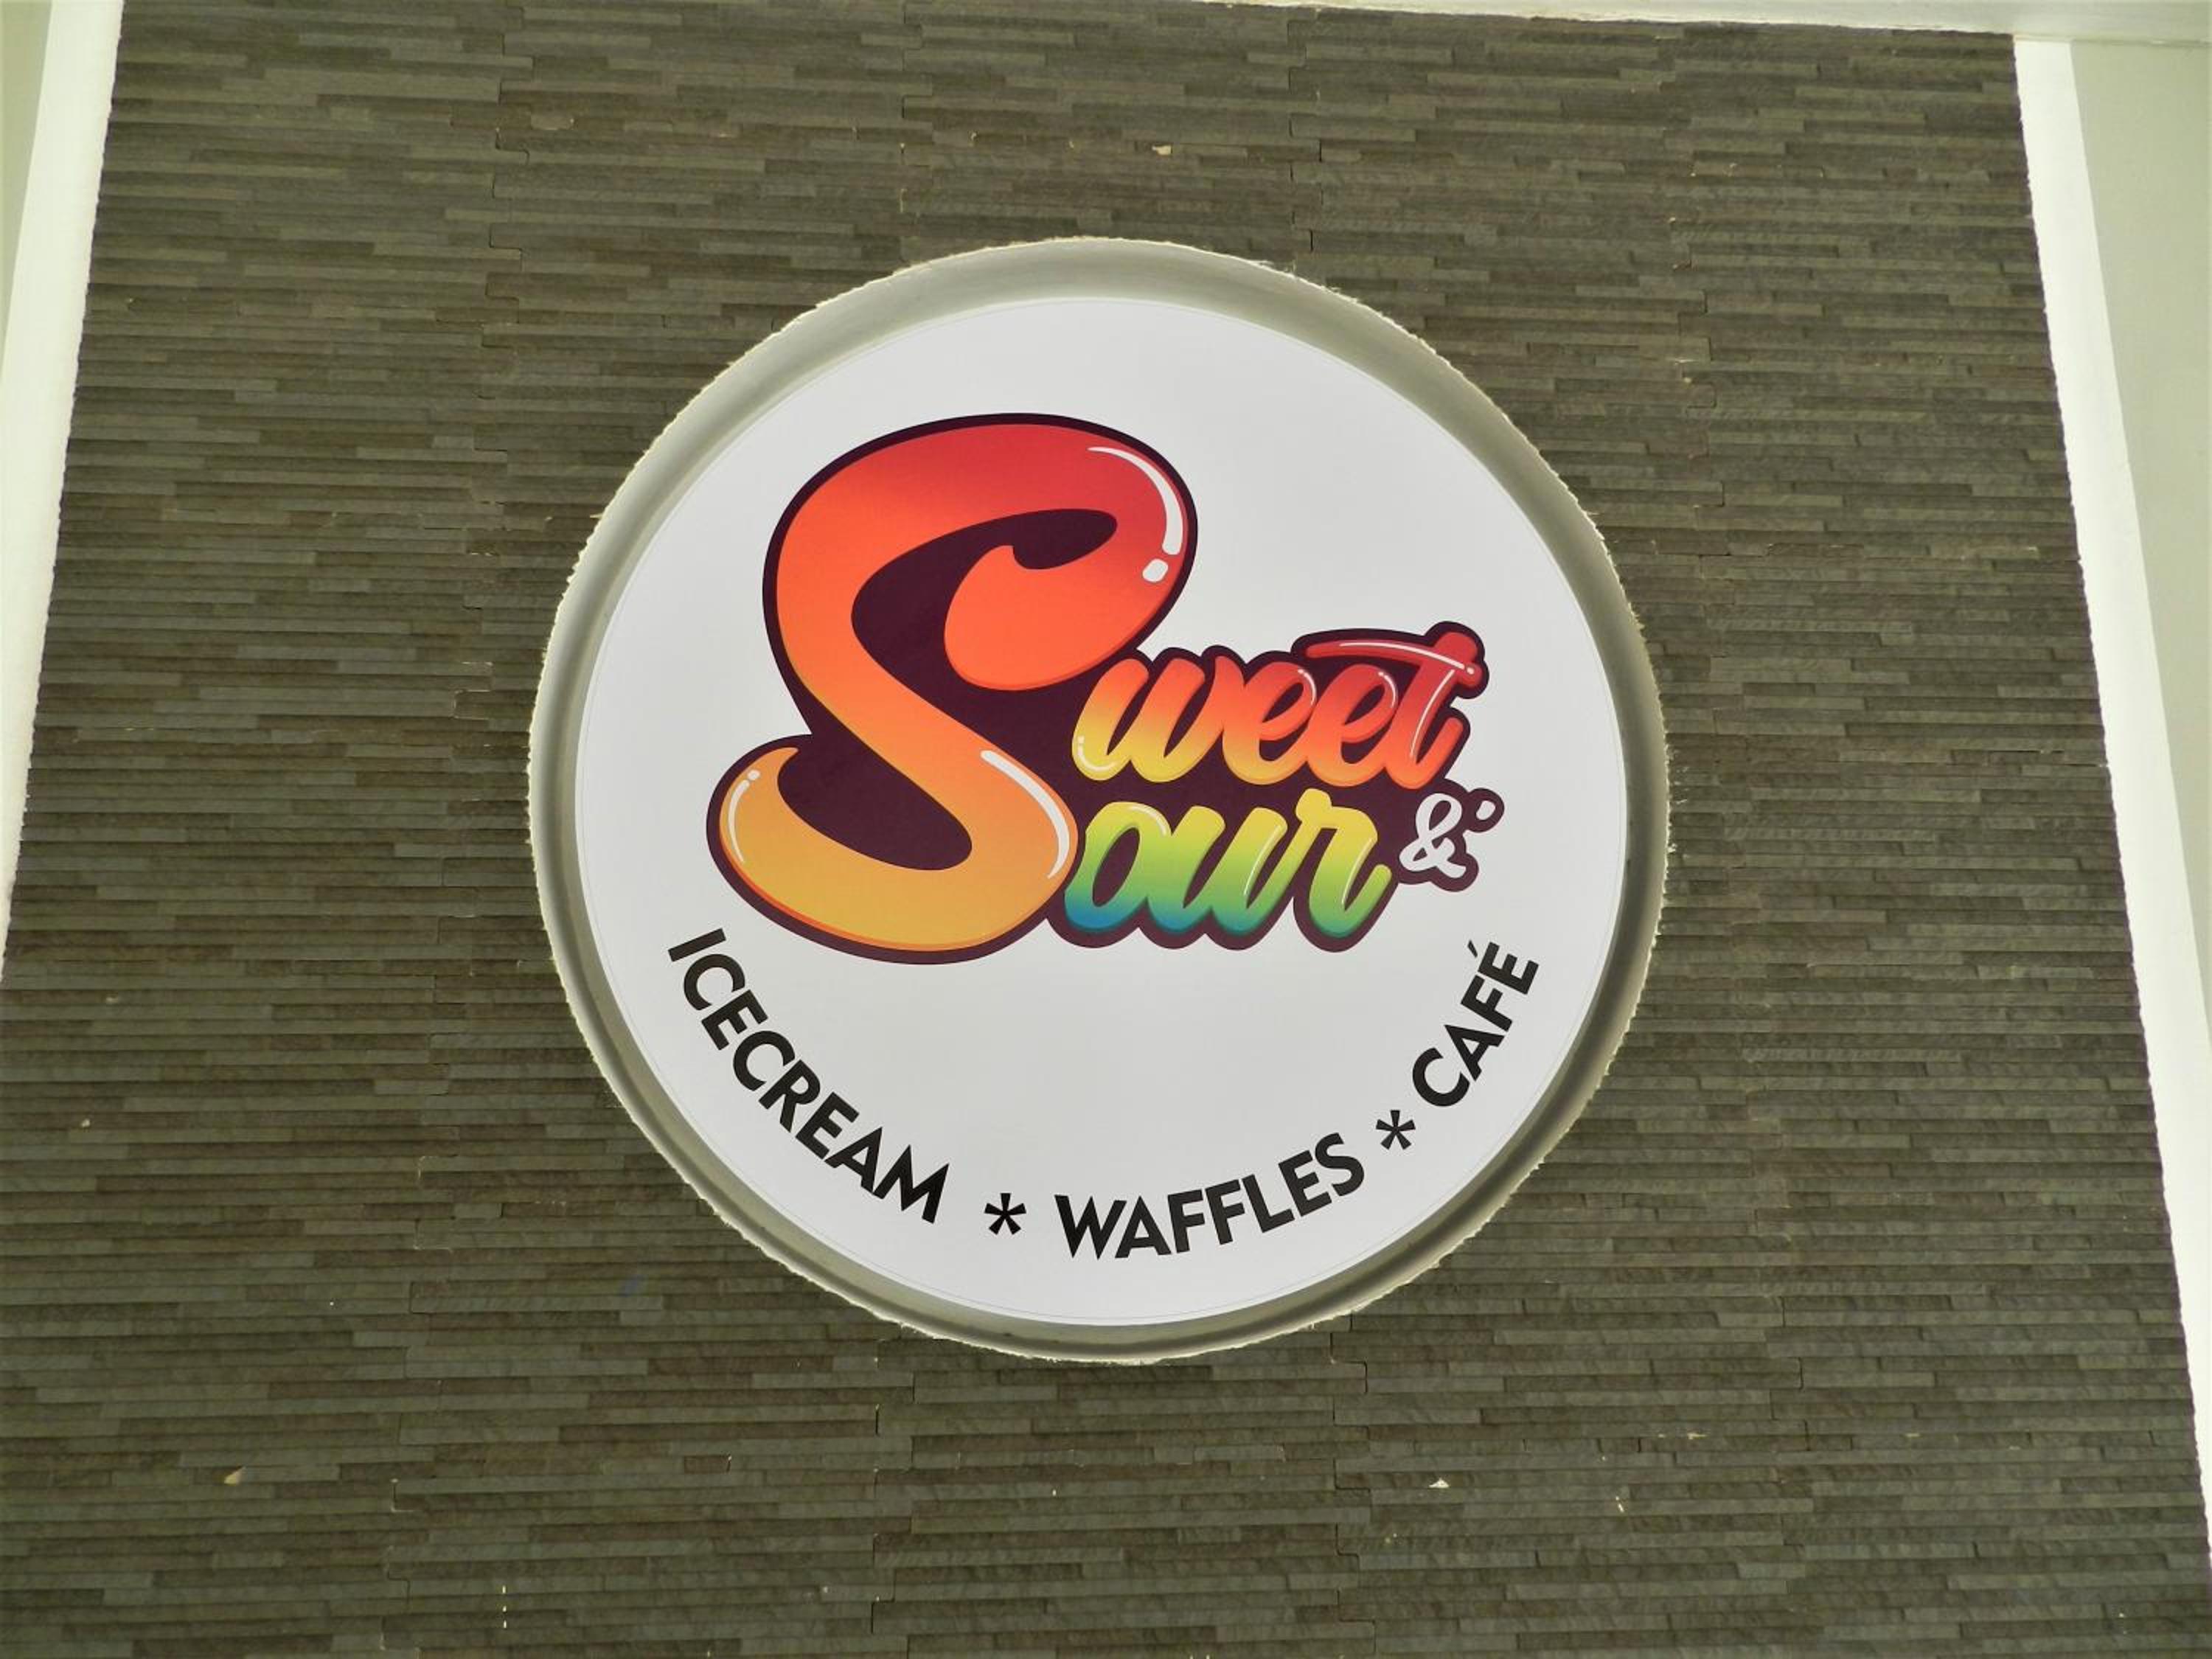 Sweet &
Sour
ICECREAM * WAFFLES * CAFÉ